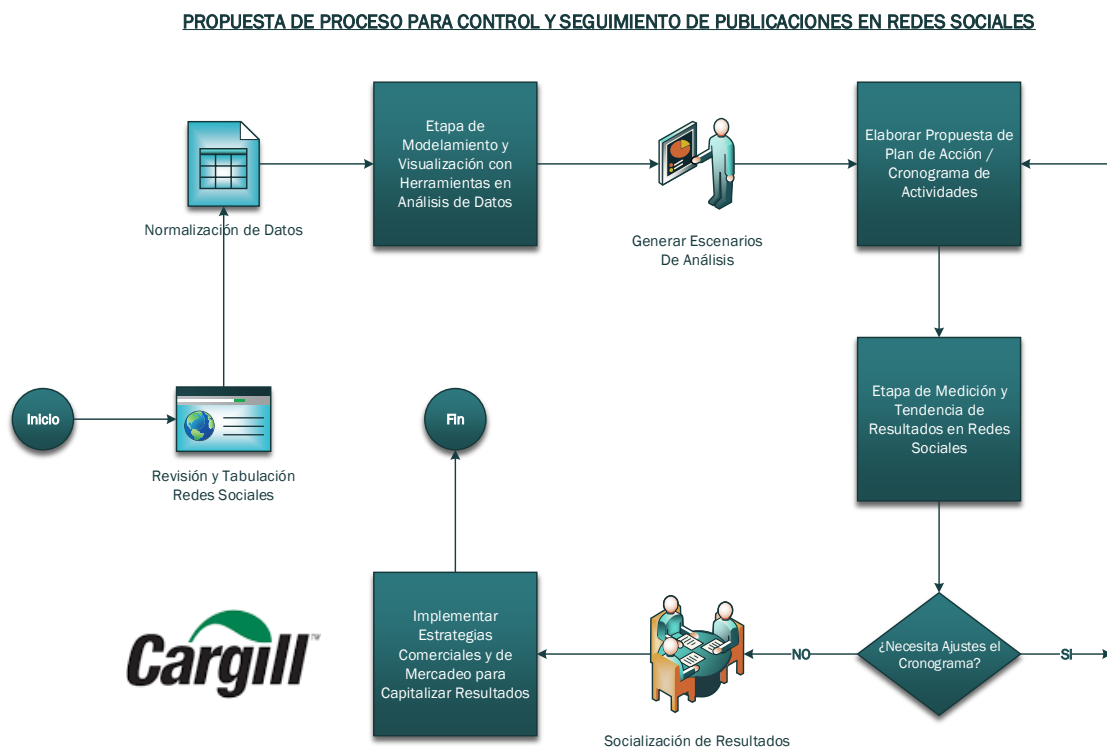 PROPUESTA DE PROCESO PARA CONTROL Y SEGUIMIENTO DE PUBLICACIONES EN REDES SOCIALES
Inicio
Revisión y Tabulación
Redes Sociales
Normalización de Datos
Etapa de
Modelamiento y
Visualización con
Herramientas en
Análisis de Datos
Generar Escenarios
De Análisis
Elaborar Propuesta de
Plan de Acción /
Cronograma de
Actividades
Etapa de Medición y
Tendencia de
Resultados en Redes
Sociales
¿Necesita Ajustes el
Cronograma?
SI
NO
Socialización de Resultados
Implementar
Estrategias
Comerciales y de
Mercadeo para
Capitalizar Resultados
Fin
Cargill™